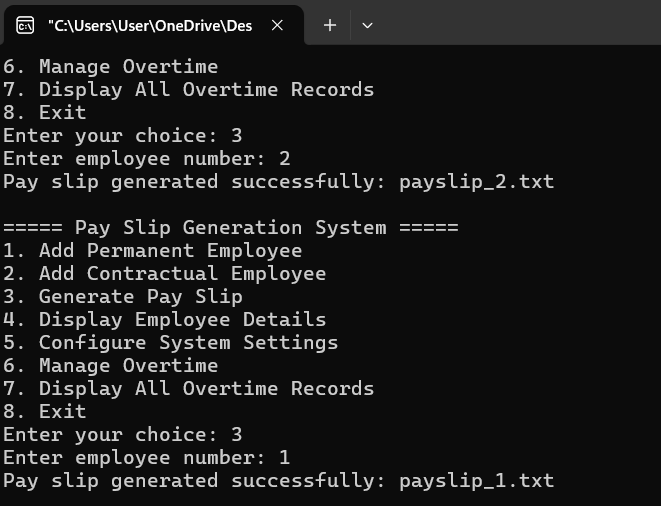 "C:\Users\User\OneDrive\Des
6. Manage Overtime
7. Display All Overtime Records
8. Exit
Enter your choice: 3
Enter employee number: 2
Pay slip generated successfully: payslip_2.txt
===== Pay Slip Generation System =====
1. Add Permanent Employee
2. Add Contractual Employee
3. Generate Pay Slip
4. Display Employee Details
5. Configure System Settings
6. Manage Overtime
7. Display All Overtime Records
8. Exit
Enter your choice: 3
Enter employee number: 1
Pay slip generated successfully: payslip_1.txt